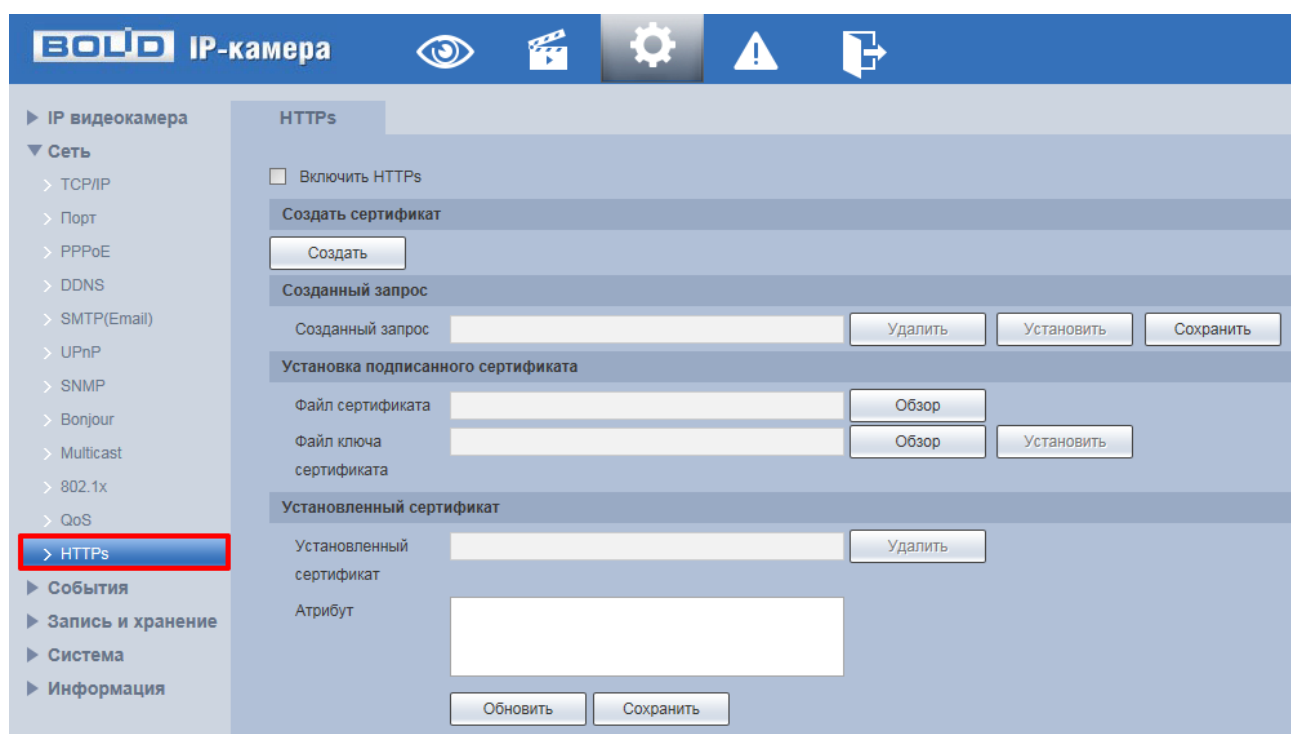 BOLID IP-камера
IP видеокамера
Сеть
TCP/IP
Порт
PPPoE
DDNS
SMTP(Email)
UPnP
SNMP
Bonjour
Multicast
802.1x
QoS
HTTPs
События
Запись и хранение
Система
Информация
HTTPs
Включить HTTPs
Создать сертификат
Создать
Созданный запрос
Созданный запрос Удалить Установить Сохранить
Установка подписанного сертификата
Файл сертификата Обзор
Файл ключа Обзор Установить
сертификата
Установленный сертификат
Установленный Удалить
сертификат
Атрибут
Обновить Сохранить